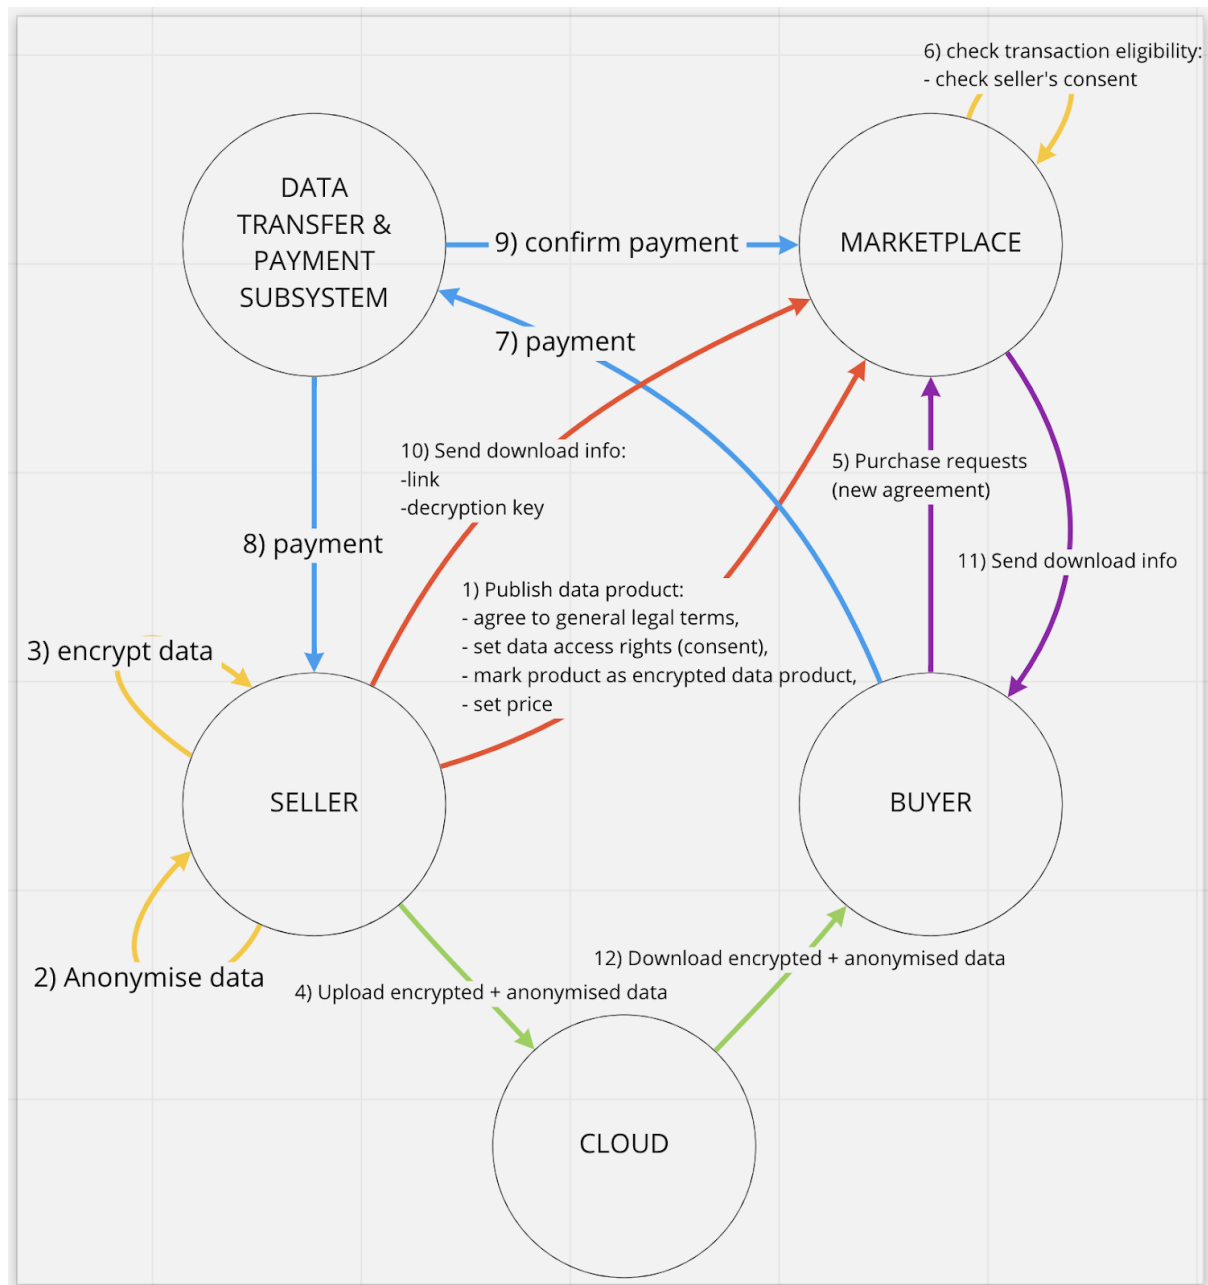 6) check transaction eligibility:
- check seller's consent
DATA
TRANSFER &
PAYMENT
SUBSYSTEM
9) confirm payment
MARKETPLACE
7) payment
10) Send download info:
-link
-decryption key
5) Purchase requests
(new agreement)
8) payment
11) Send download info
1) Publish data product:
- agree to general legal terms,
- set data access rights (consent),
- mark product as encrypted data product,
- set price
3) encrypt data
SELLER
BUYER
2) Anonymise data
12) Download encrypted + anonymised data
4) Upload encrypted + anonymised data
CLOUD